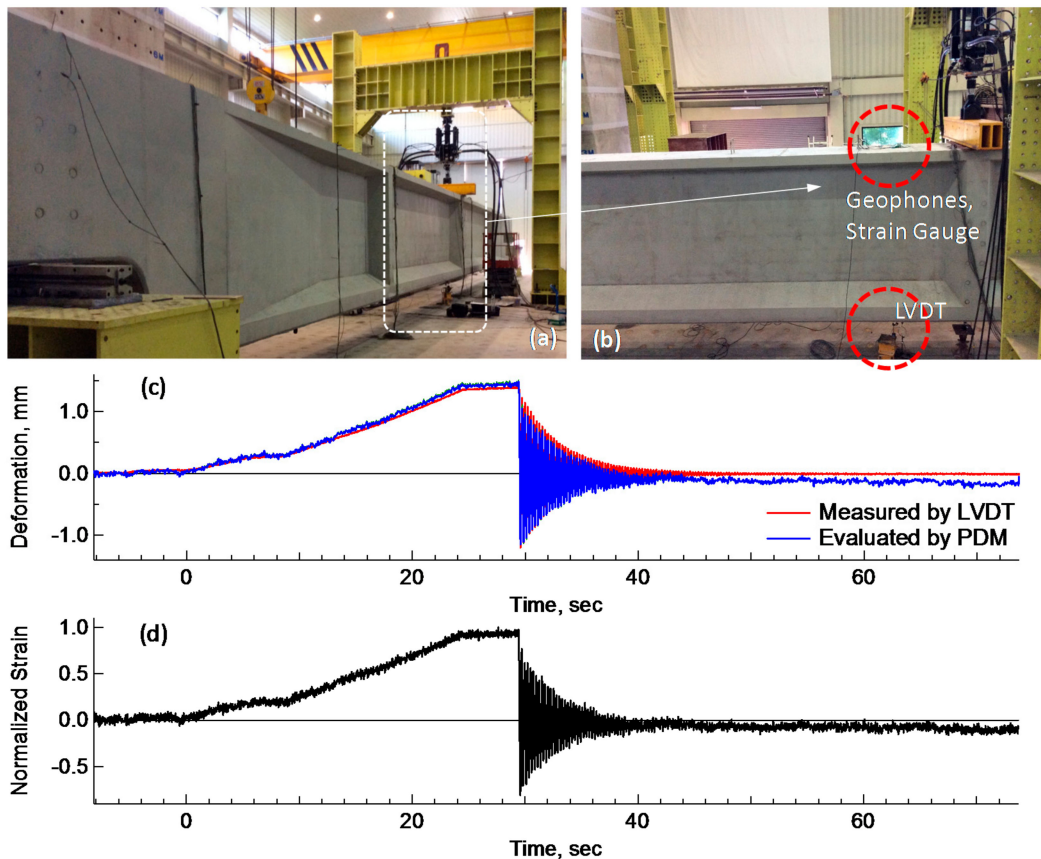 (a)
Geophones,
Strain Gauge
LVDT
(b)
(c)
Deformation, mm
1.0
0.0
-1.0
Measured by LVDT
Evaluated by PDM
0
20
40
60
Time, sec
(d)
Normalized Strain
1.0
0.5
0.0
-0.5
0
20
40
60
Time, sec